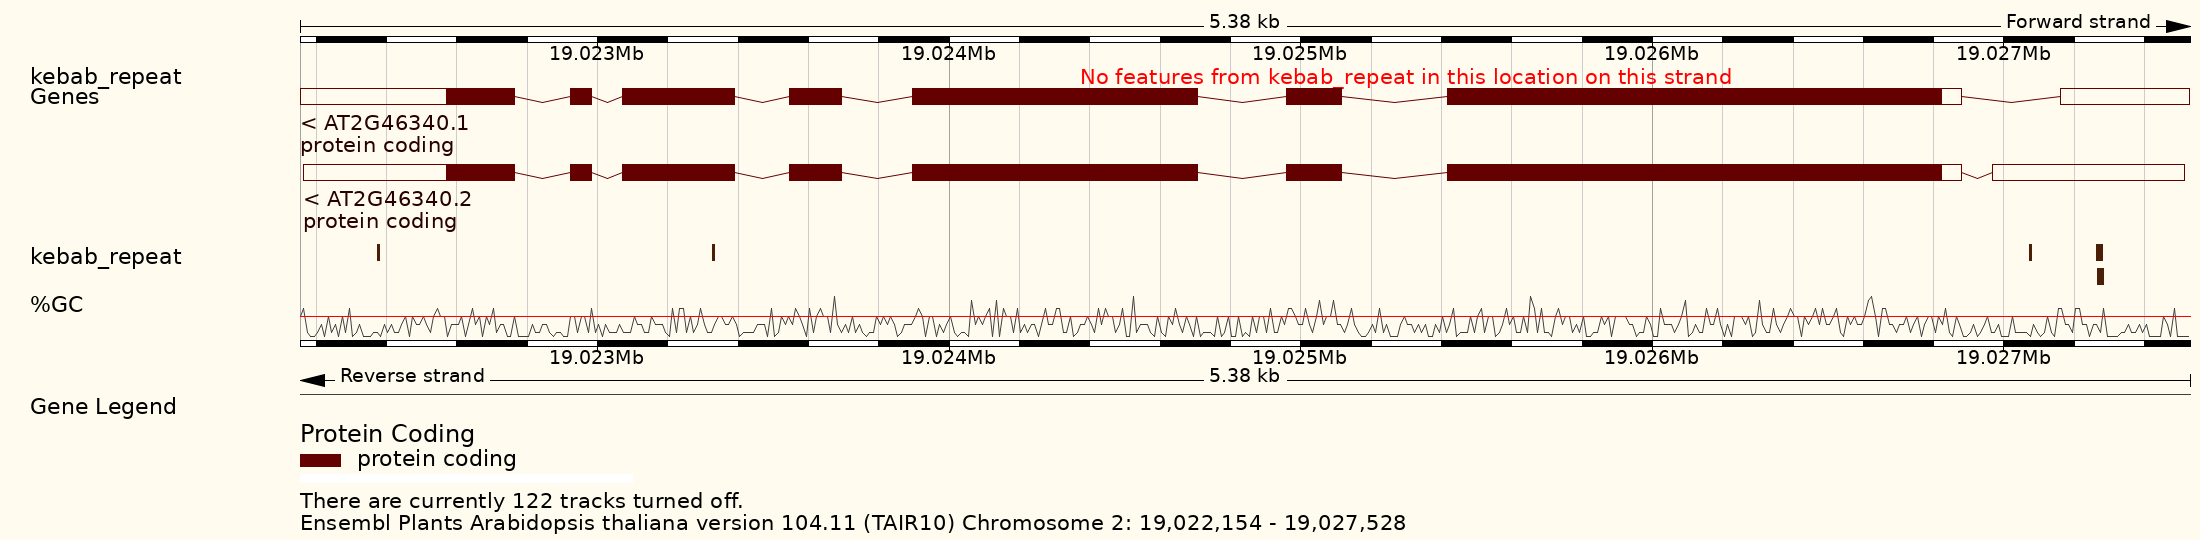 5.38 kb Forward strand
19.023Mb 19.024Mb 19.025Mb 19.026Mb 19.027Mb
kebab_repeat No features from kebab_repeat in this location on this strand
Genes
< AT2G46340.1
protein coding
< AT2G46340.2
protein coding
kebab_repeat
%GC
19.023Mb 19.024Mb 19.025Mb 19.026Mb 19.027Mb
Reverse strand 5.38 kb
Gene Legend
Protein Coding
protein coding
There are currently 122 tracks turned off.
Ensembl Plants Arabidopsis thaliana version 104.11 (TAIR10) Chromosome 2: 19,022,154 - 19,027,528